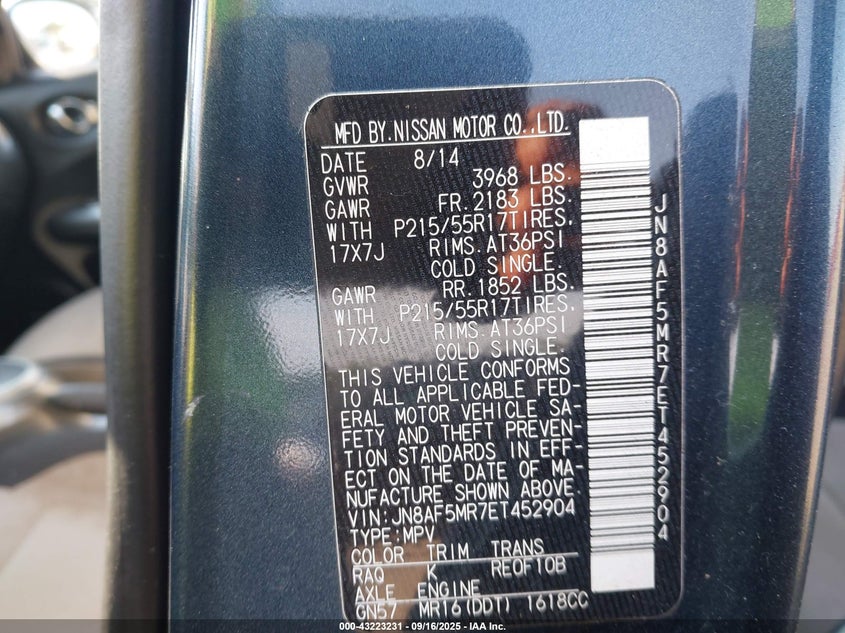 MFD BY.NISSAN MOTOR CO.,LTD.
DATE 8/14
GVWR 3968 LBS.
GAWR FR.2183 LBS.
WITH P215/55R17TIRES.
17X7J RIMS.AT36PSI
COLD SINGLE.
GAWR RR.1852 LBS.
WITH P215/55R17TIRES.
17X7J RIMS.AT36PSI
COLD SINGLE.
THIS VEHICLE CONFORMS
TO ALL APPLICABLE FED-
ERAL MOTOR VEHICLE SA-
FETY AND THEFT PREVEN-
TION STANDARDS IN EFF-
ECT ON THE DATE OF MA-
NUFACTURE SHOWN ABOVE.
VIN:JN8AF5MR7ET452904
TYPE:MPV
COLOR TRIM TRANS
RAQ K RE0F10B
AXLE ENGINE
GN57 MR16(DDT) 1618CC
JN8AF5MR7ET452904
000-43223231 - 09/16/2025 - IAA Inc.